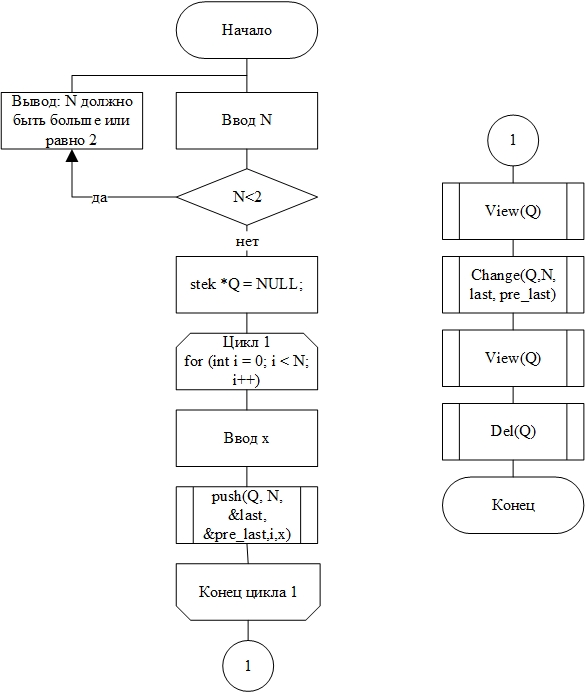 Начало
Вывод: N должно
быть больше или
равно 2
Ввод N
N<2
да
нет
stek *Q = NULL;
Цикл 1
for (int i = 0; i < N;
i++)
Ввод x
push(Q, N,
&last,
&pre_last,i,x)
Конец цикла 1
1
1
View(Q)
Change(Q,N,
last, pre_last)
View(Q)
Del(Q)
Конец